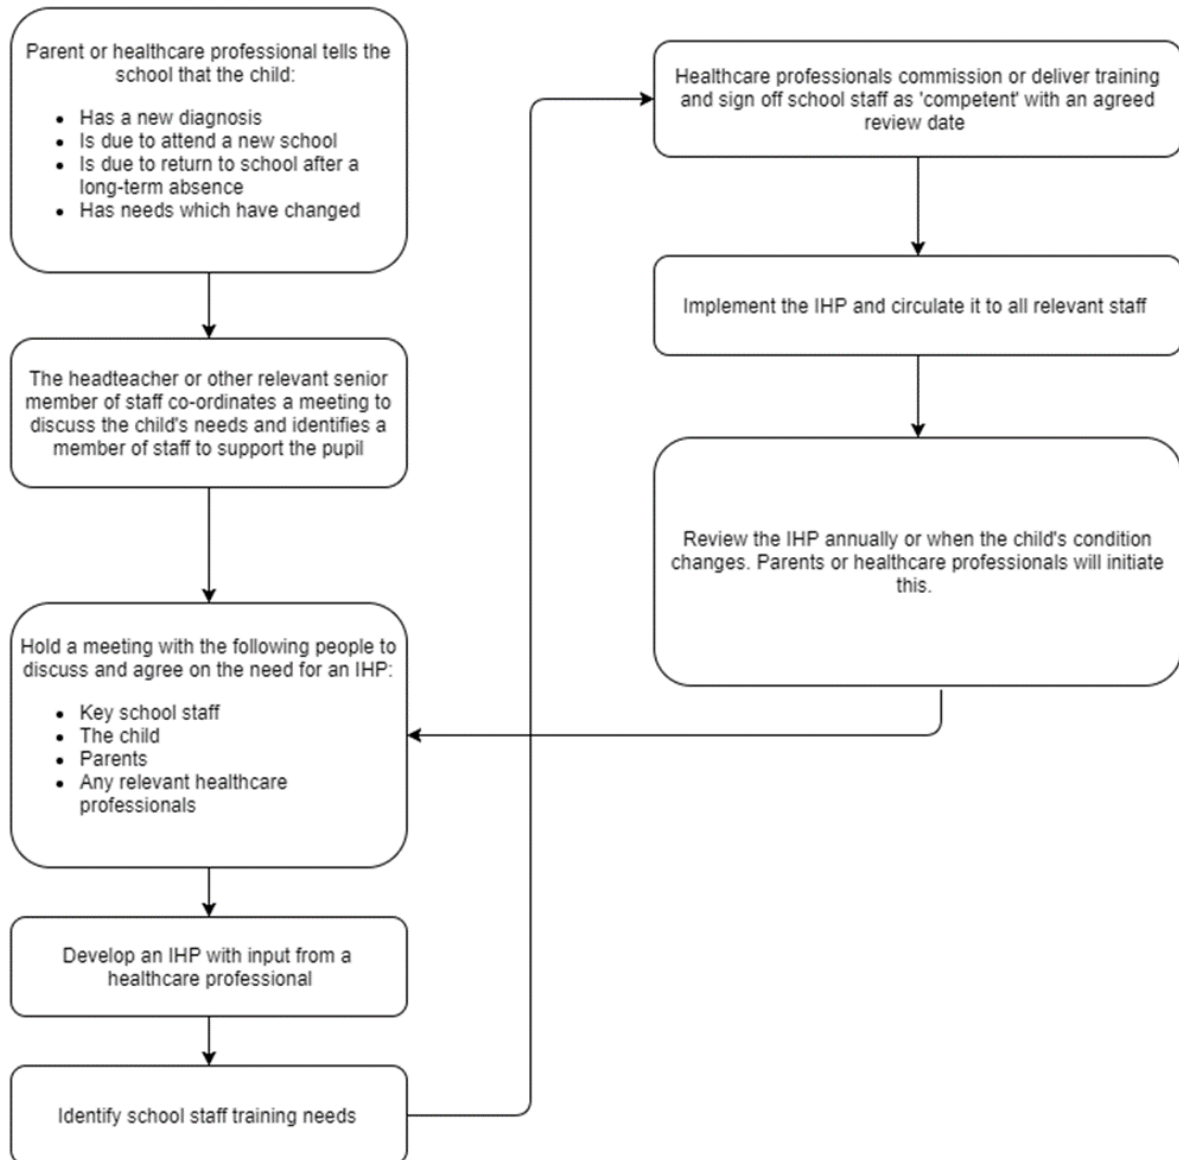 Parent or healthcare professional tells the
school that the child:
• Has a new diagnosis
• Is due to attend a new school
• Is due to return to school after a
long-term absence
• Has needs which have changed
The headteacher or other relevant senior
member of staff co-ordinates a meeting to
discuss the child's needs and identifies a
member of staff to support the pupil
Hold a meeting with the following people to
discuss and agree on the need for an IHP:
• Key school staff
• The child
• Parents
• Any relevant healthcare
professionals
Develop an IHP with input from a
healthcare professional
Identify school staff training needs
Healthcare professionals commission or deliver training
and sign off school staff as 'competent' with an agreed
review date
Implement the IHP and circulate it to all relevant staff
Review the IHP annually or when the child's condition
changes. Parents or healthcare professionals will initiate
this.